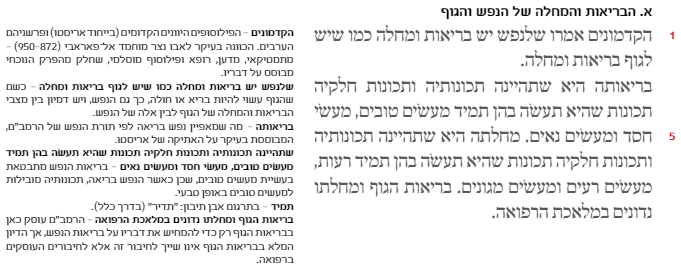 א. הבריאות והמחלה של הנפש והגוף
1 הקדמונים אמרו שלנפש יש בריאות ומחלה כמו שיש
לגוף בריאות ומחלה.
בריאותה היא שתהיינה תכונותיה ותכונות חלקיה
תכונות שהיא תעשה בהן תמיד מעשים טובים, מעשי
5 חסד ומעשים נאים. מחלתה היא שתהיינה תכונותיה
ותכונות חלקיה תכונות שהיא תעשה בהן תמיד רעות,
מעשים רעים ומעשים מגונים. בריאות הגוף ומחלתו
נדונים במלאכת הרפואה.
הקדמונים – הפילוסופים היוונים הקדומים (בייחוד אריסטו) ופרשניהם
הערבים. הכוונה בעיקר לאבו נצר מוחמד אל־פאראבי (872–950) –
מתמטיקאי, מדען, רופא ופילוסוף מוסלמי, שחלק מהפרק הנוכחי
מבוסס על דבריו.
שלנפש יש בריאות ומחלה כמו שיש לגוף בריאות ומחלה – כשם
שהגוף עשוי להיות בריא או חולה, כך גם הנפש, ויש דמיון בין מצבי
הבריאות והמחלה של הגוף לבין אלה של הנפש.
בריאותה – מה שמאפיין נפש בריאה לפי תורת הנפש של הרמב"ם,
המבוססת בעיקר על האתיקה של אריסטו.
שתהיינה תכונותיה ותכונות חלקיה תכונות שהיא תעשה בהן תמיד
מעשים טובים, מעשי חסד ומעשים נאים – בריאות הנפש מתבטאת
בעשיית מעשים טובים, שכן כאשר הנפש בריאה, תכונותיה מובילות
למעשים טובים באופן טבעי.
תמיד – בתרגום אבן תיבון: "תדיר" (בדרך כלל).
בריאות הגוף ומחלתו נדונים במלאכת הרפואה – הרמב"ם עוסק כאן
בבריאות הגוף רק כדי להמחיש את דבריו על בריאות הנפש, אך הדיון
המלא בבריאות הגוף אינו שייך לחיבור זה אלא לחיבורים העוסקים
ברפואה.